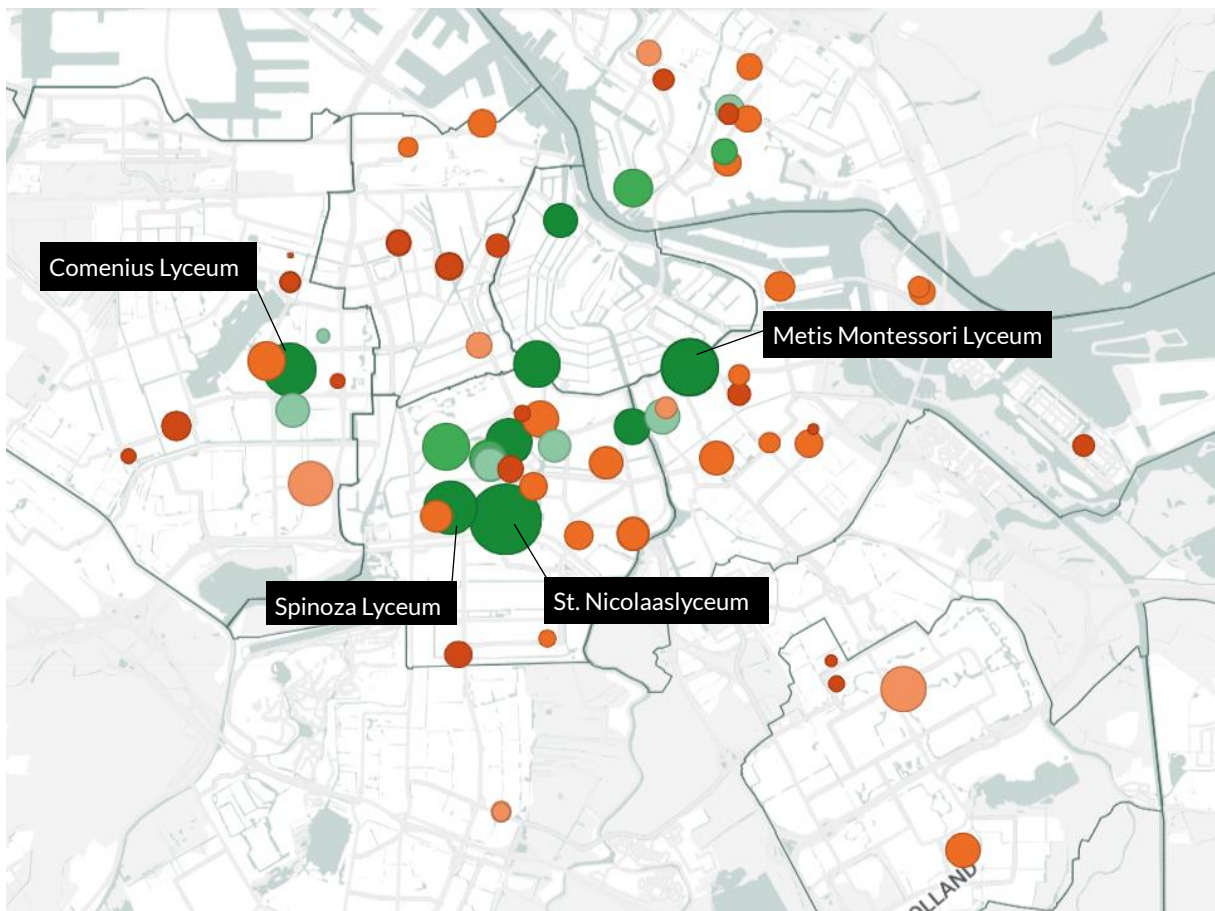 Comenius Lyceum
Metis Montessori Lyceum
Spinoza Lyceum
St. Nicolaaslyceum
OLLAND